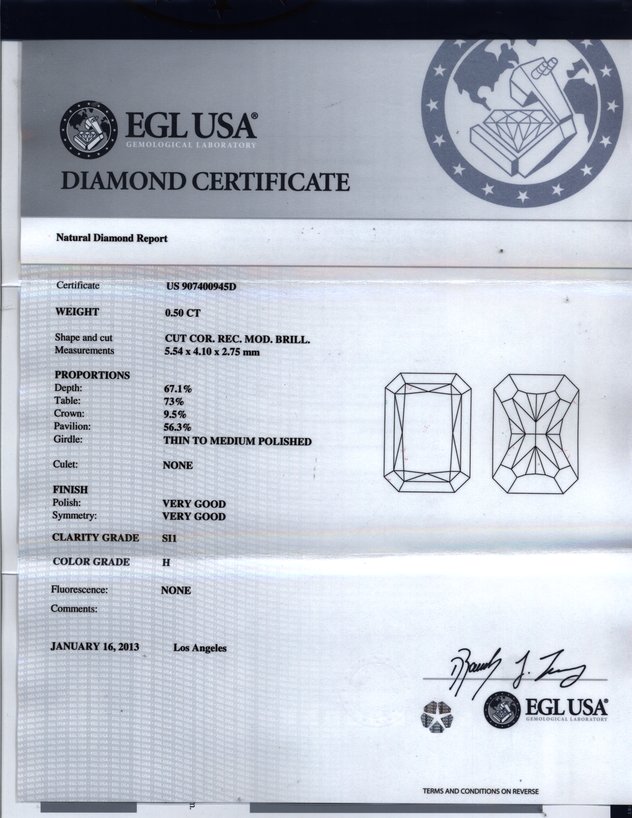 EGL USA®
GEMOLOGICAL LABORATORY
DIAMOND CERTIFICATE
Natural Diamond Report
Certificate US 907400945D
WEIGHT 0.50 CT
Shape and cut CUT COR. REC. MOD. BRILL.
Measurements 5.54 x 4.10 x 2.75 mm
PROPORTIONS
Depth: 67.1%
Table: 73%
Crown: 9.5%
Pavilion: 56.3%
Girdle: THIN TO MEDIUM POLISHED
Culet: NONE
FINISH
Polish: VERY GOOD
Symmetry: VERY GOOD
CLARITY GRADE SI1
COLOR GRADE H
Fluorescence: NONE
Comments:
JANUARY 16, 2013 Los Angeles
EGL USA®
GEMOLOGICAL LABORATORY
TERMS AND CONDITIONS ON REVERSE